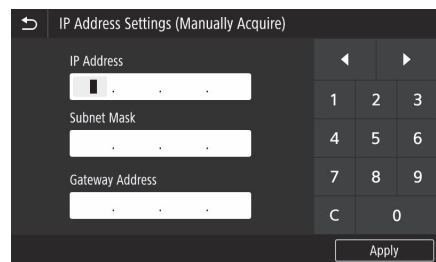 IP Address Settings (Manually Acquire)
IP Address
. . .
Subnet Mask
. . .
Gateway Address
. . .
1 2 3
4 5 6
7 8 9
C 0
Apply